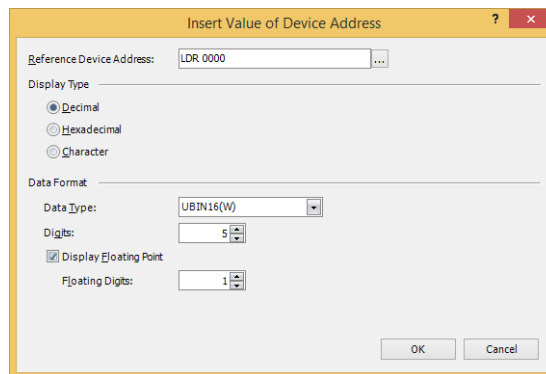 Insert Value of Device Address ? ×
Reference Device Address: LDR 0000 ...
Display Type
Decimal
Hexadecimal
Character
Data Format
Data Type: UBIN16(W)
Digits: 5
Display Floating Point
Floating Digits: 1
OK Cancel